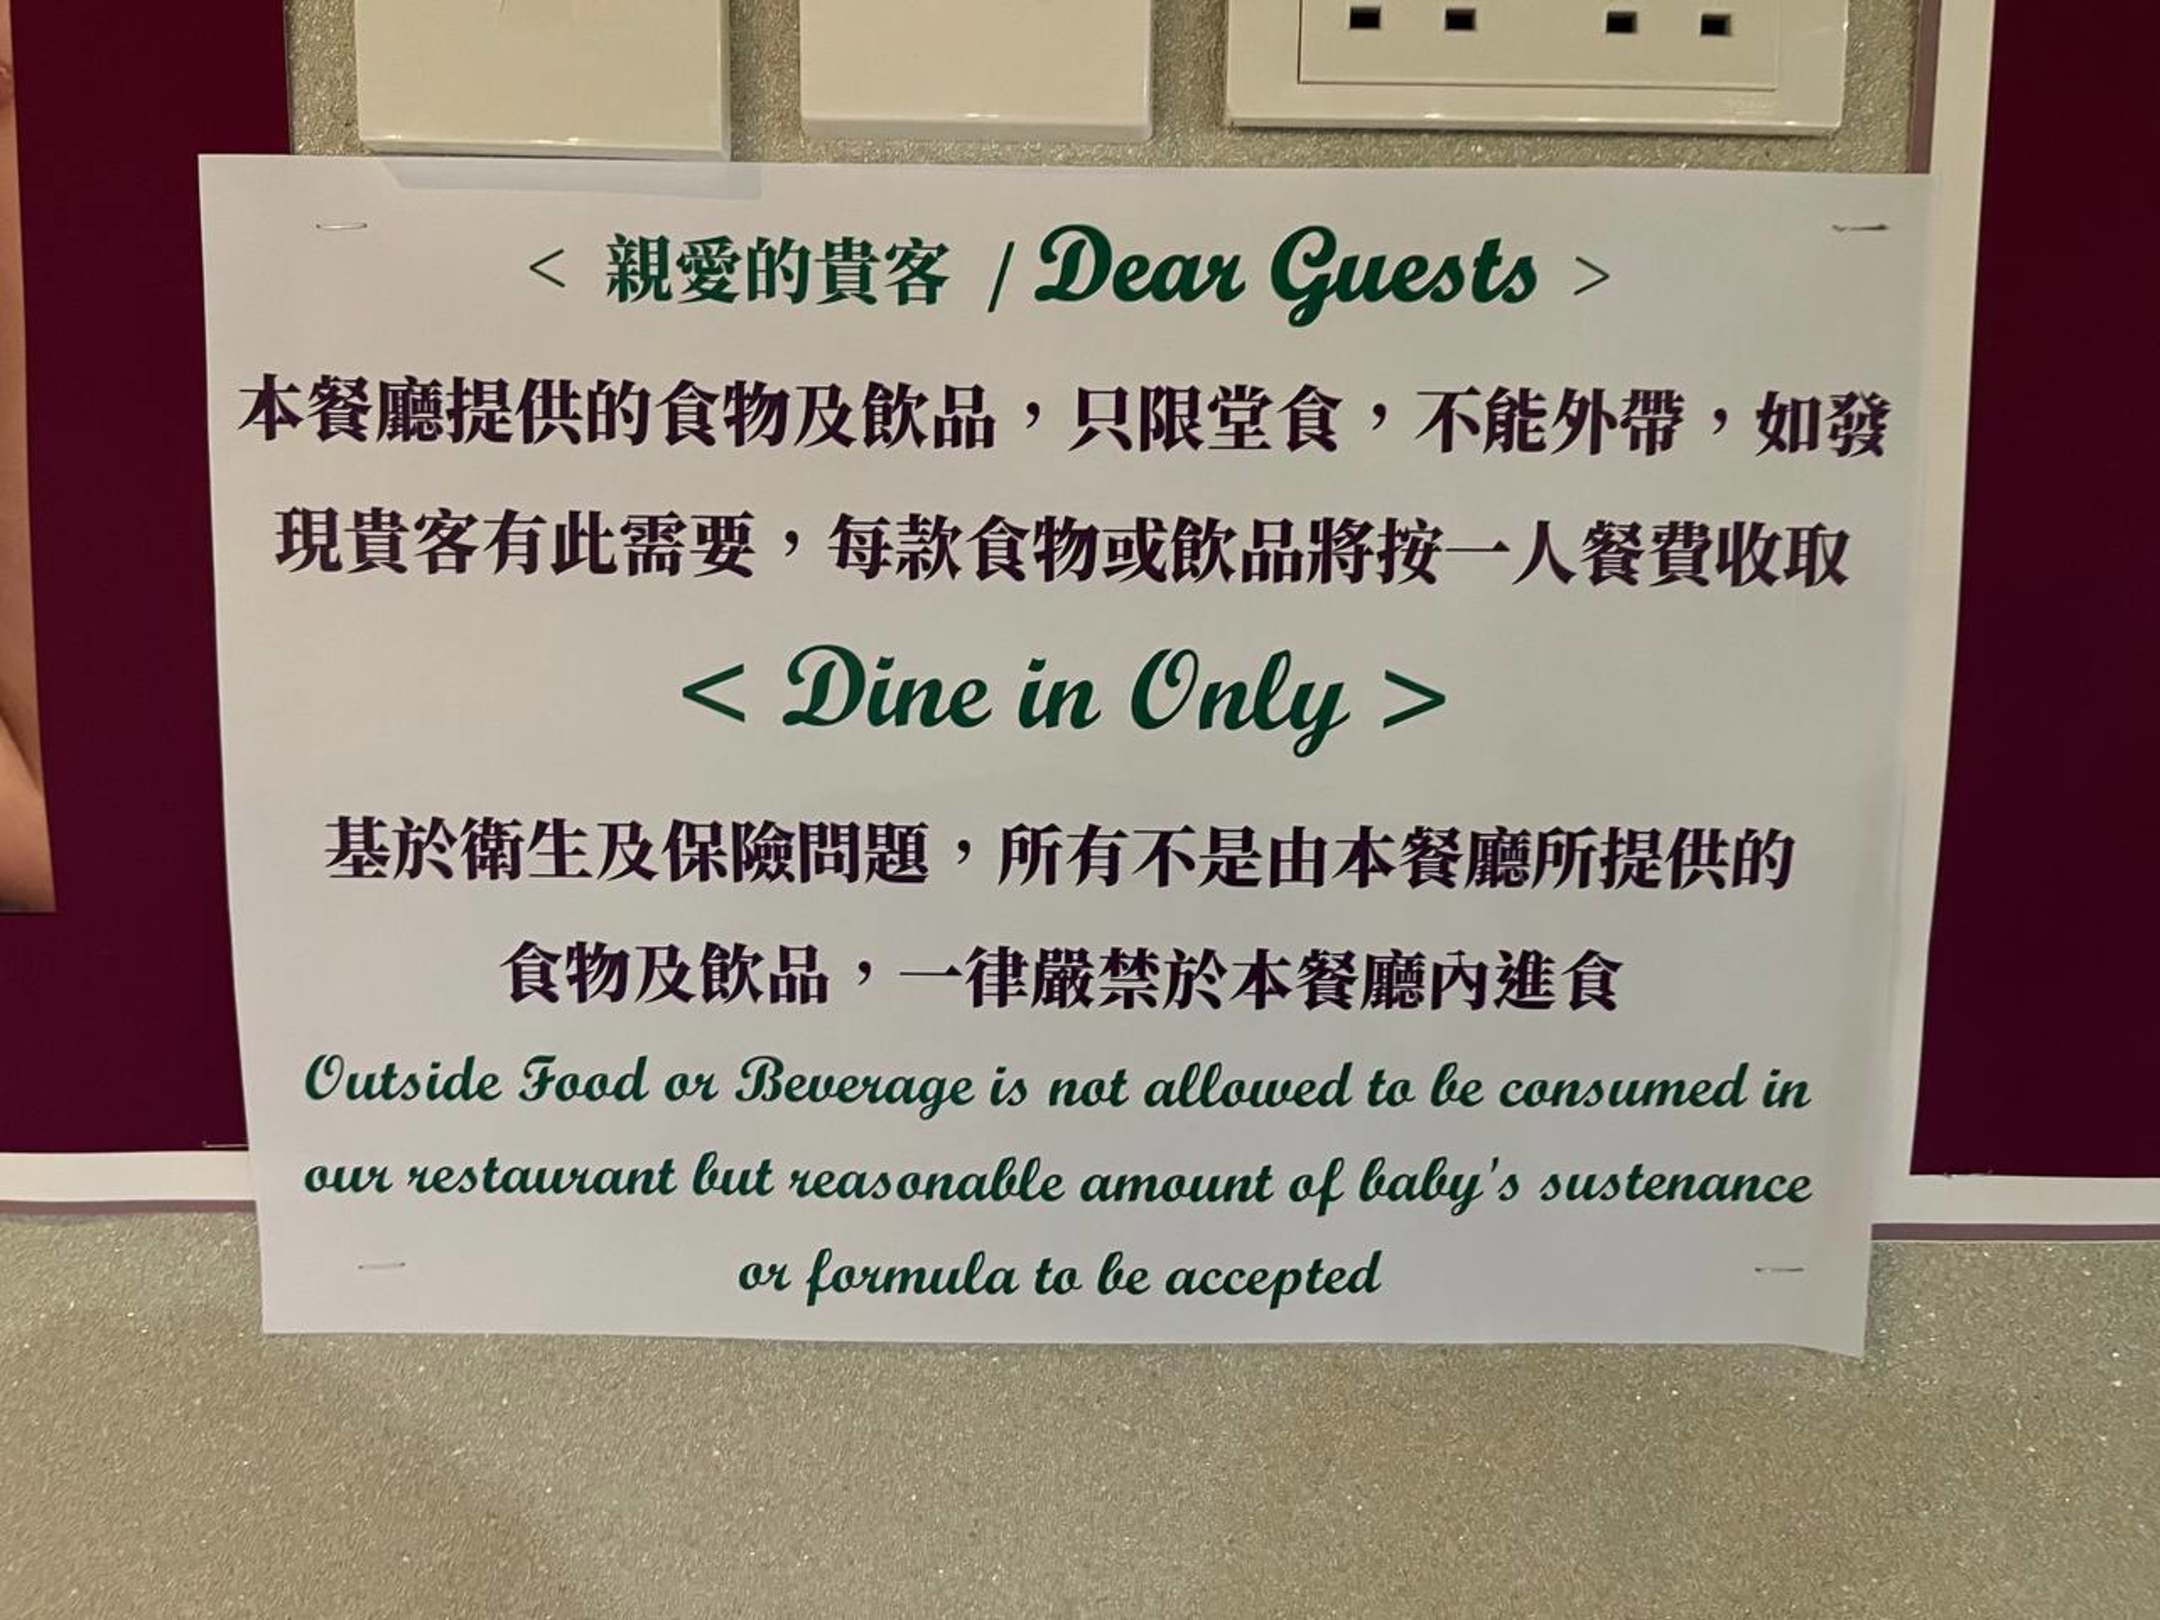 < 親愛的貴客 / Dear Guests >
本餐廳提供的食物及飲品，只限堂食，不能外帶，如發
現貴客有此需要，每款食物或飲品將按一人餐費收取
< Dine in Only >
基於衛生及保險問題，所有不是由本餐廳所提供的
食物及飲品，一律嚴禁於本餐廳內進食
Outside Food or Beverage is not allowed to be consumed in
our restaurant but reasonable amount of baby's sustenance
or formula to be accepted